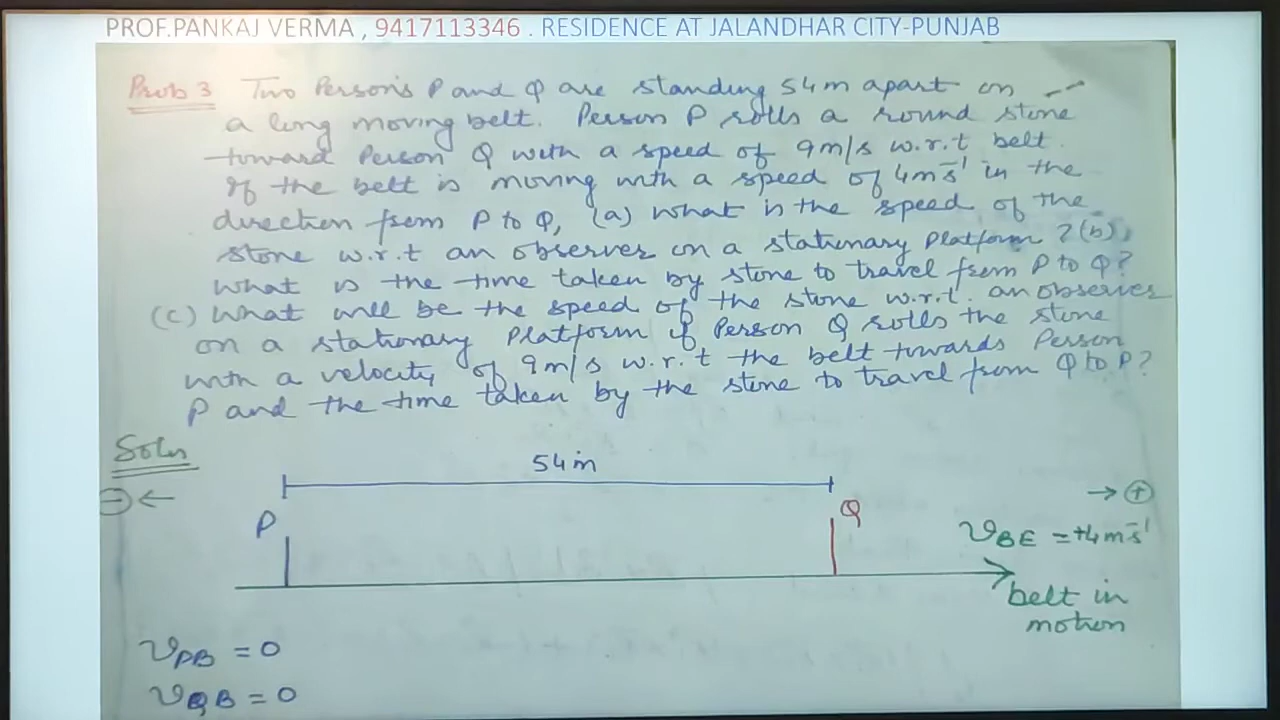 PROF.PANKAJ VERMA , 9417113346 . RESIDENCE AT JALANDHAR CITY-PUNJAB
Prob 3 Two Person's P and Q are standing 54m apart on
a long moving belt. Person P rolls a round stone
toward Person Q with a speed of 9m/s w.r.t belt.
If the belt is moving with a speed of 4ms⁻¹ in the
direction from P to Q, (a) what is the speed of the
stone w.r.t an observer on a stationary Platform ? (b)
what is the time taken by stone to travel from P to Q?
(c) what will be the speed of the stone w.r.t. an observer
on a stationary Platform if Person Q rolls the stone
with a velocity of 9m/s w.r.t the belt towards Person
P and the time taken by the stone to travel from Q to P?
Soln
54m
⊖ ←
→ ⊕
P
Q
V_BE = +4ms⁻¹
belt in
motion
V_PB = 0
V_QB = 0